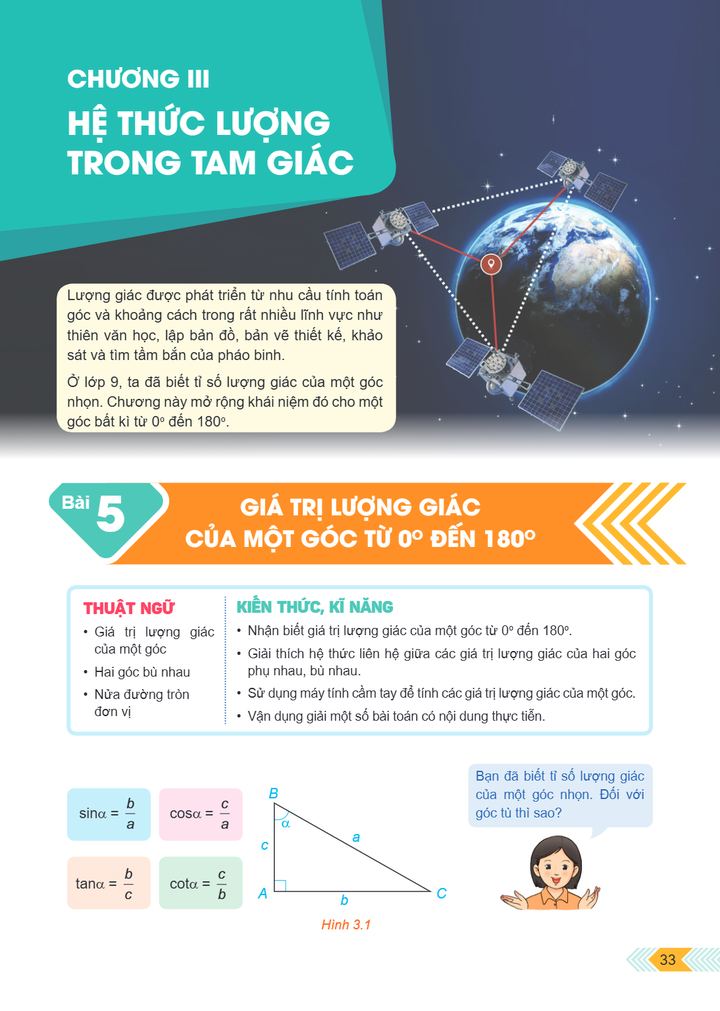 CHƯƠNG III
HỆ THỨC LƯỢNG
TRONG TAM GIÁC
Lượng giác được phát triển từ nhu cầu tính toán
góc và khoảng cách trong rất nhiều lĩnh vực như
thiên văn học, lập bản đồ, bản vẽ thiết kế, khảo
sát và tìm tầm bắn của pháo binh.
Ở lớp 9, ta đã biết tỉ số lượng giác của một góc
nhọn. Chương này mở rộng khái niệm đó cho một
góc bất kì từ 0º đến 180º.
Bài 5
GIÁ TRỊ LƯỢNG GIÁC
CỦA MỘT GÓC TỪ 0º ĐẾN 180º
THUẬT NGỮ
• Giá trị lượng giác
của một góc
• Hai góc bù nhau
• Nửa đường tròn
đơn vị
KIẾN THỨC, KĨ NĂNG
• Nhận biết giá trị lượng giác của một góc từ 0º đến 180º.
• Giải thích hệ thức liên hệ giữa các giá trị lượng giác của hai góc
phụ nhau, bù nhau.
• Sử dụng máy tính cầm tay để tính các giá trị lượng giác của một góc.
• Vận dụng giải một số bài toán có nội dung thực tiễn.
sinα = b/a
cosα = c/a
tanα = b/c
cotα = c/b
B
α
c
a
A
b
C
Hình 3.1
Bạn đã biết tỉ số lượng giác
của một góc nhọn. Đối với
góc tù thì sao?
33